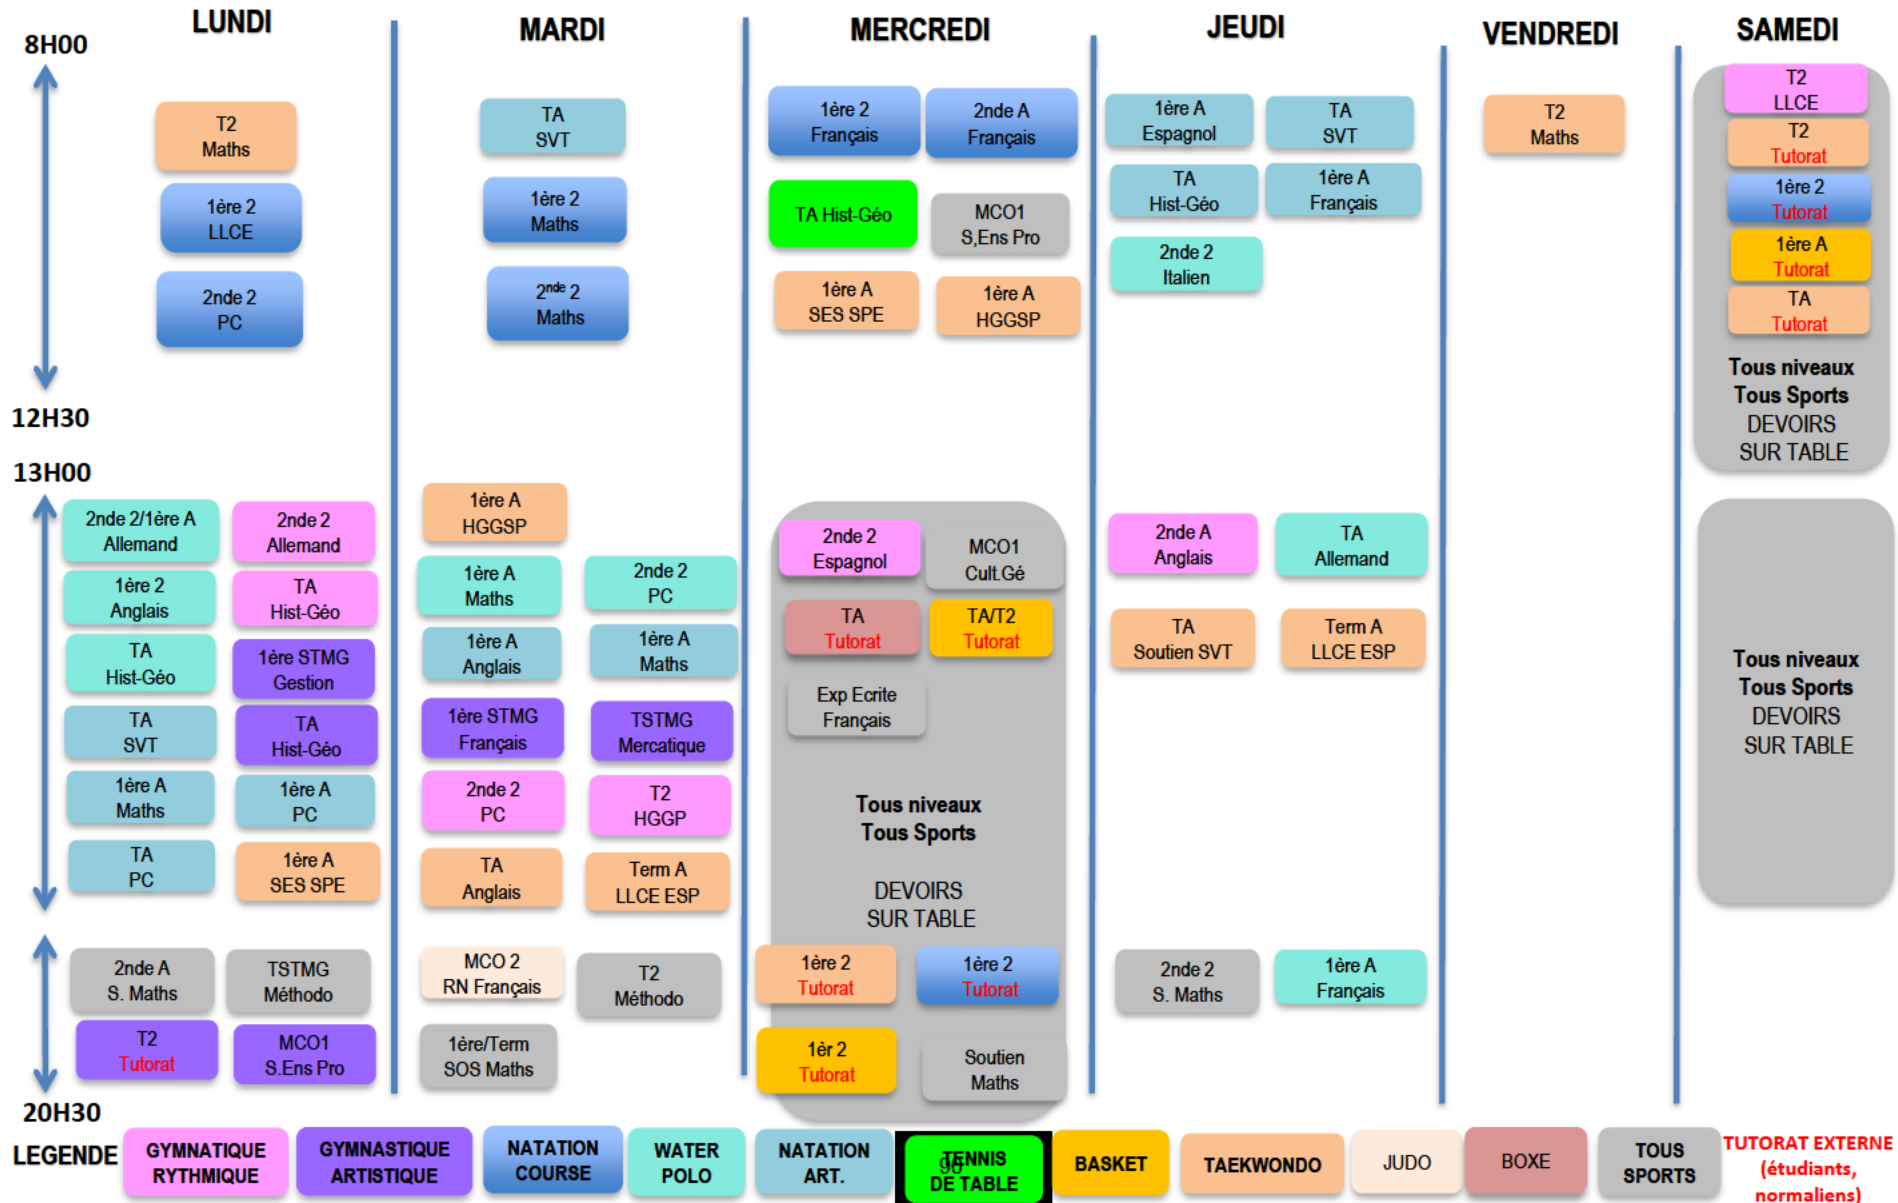 LUNDI
MARDI
MERCREDI
JEUDI
VENDREDI
SAMEDI
8H00
12H30
13H00
20H30
T2
Maths
1ère 2
LLCE
2nde 2
PC
2nde 2/1ère A
Allemand
2nde 2
Allemand
1ère 2
Anglais
TA
Hist-Géo
TA
Hist-Géo
1ère STMG
Gestion
TA
SVT
TA
Hist-Géo
1ère A
Maths
1ère A
PC
TA
PC
1ère A
SES SPE
2nde A
S. Maths
TSTMG
Méthodo
T2
Tutorat
MCO1
S.Ens Pro
TA
SVT
1ère 2
Maths
2nde 2
Maths
1ère A
HGGSP
1ère A
Maths
2nde 2
PC
1ère A
Anglais
1ère A
Maths
1ère STMG
Français
TSTMG
Mercatique
2nde 2
PC
T2
HGGP
TA
Anglais
Term A
LLCE ESP
MCO 2
RN Français
T2
Méthodo
1ère/Term
SOS Maths
1ère 2
Français
2nde A
Français
TA Hist-Géo
MCO1
S,Ens Pro
1ère A
SES SPE
1ère A
HGGSP
2nde 2
Espagnol
MCO1
Cult.Gé
TA
Tutorat
TA/T2
Tutorat
Exp Ecrite
Français
Tous niveaux
Tous Sports
DEVOIRS
SUR TABLE
1ère 2
Tutorat
1ère 2
Tutorat
1èr 2
Tutorat
Soutien
Maths
1ère A
Espagnol
TA
SVT
TA
Hist-Géo
1ère A
Français
2nde 2
Italien
2nde A
Anglais
TA
Allemand
TA
Soutien SVT
Term A
LLCE ESP
2nde 2
S. Maths
1ère A
Français
T2
Maths
T2
LLCE
T2
Tutorat
1ère 2
Tutorat
1ère A
Tutorat
TA
Tutorat
Tous niveaux
Tous Sports
DEVOIRS
SUR TABLE
Tous niveaux
Tous Sports
DEVOIRS
SUR TABLE
LEGENDE
GYMNATIQUE
RYTHMIQUE
GYMNASTIQUE
ARTISTIQUE
NATATION
COURSE
WATER
POLO
NATATION
ART.
TENNIS
DE TABLE
90
BASKET
TAEKWONDO
JUDO
BOXE
TOUS
SPORTS
TUTORAT EXTERNE
(étudiants,
normaliens)